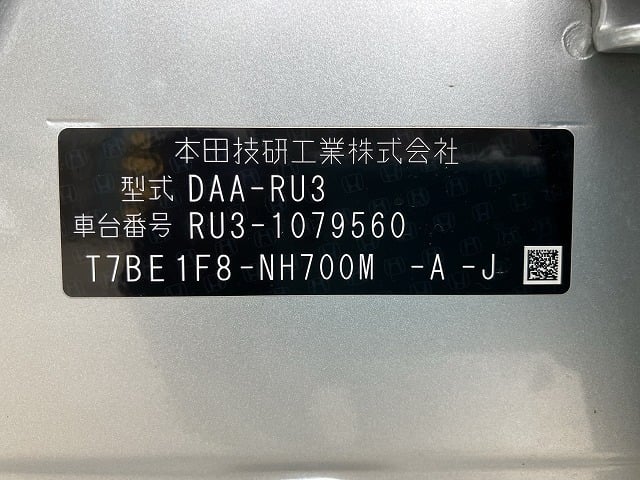 本田技研工業株式会社
型式 DAA-RU3
車台番号 RU3-1079560
T7BE1F8-NH700M -A-J